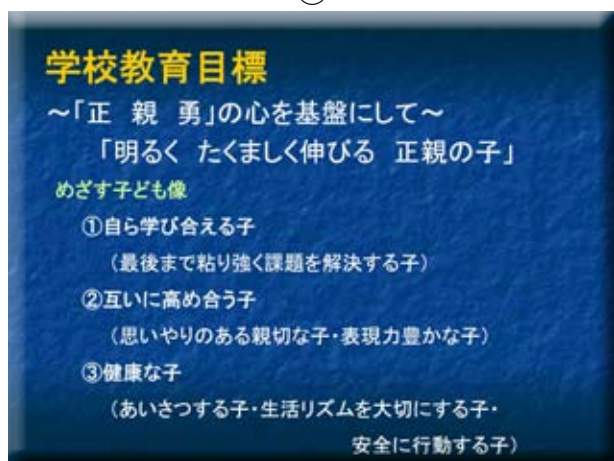 学校教育目標
～「正　親　勇」の心を基盤にして～
「明るく　たくましく伸びる　正親の子」
めざす子ども像
①自ら学び合える子
（最後まで粘り強く課題を解決する子）
②互いに高め合う子
（思いやりのある親切な子・表現力豊かな子）
③健康な子
（あいさつする子・生活リズムを大切にする子・
安全に行動する子）